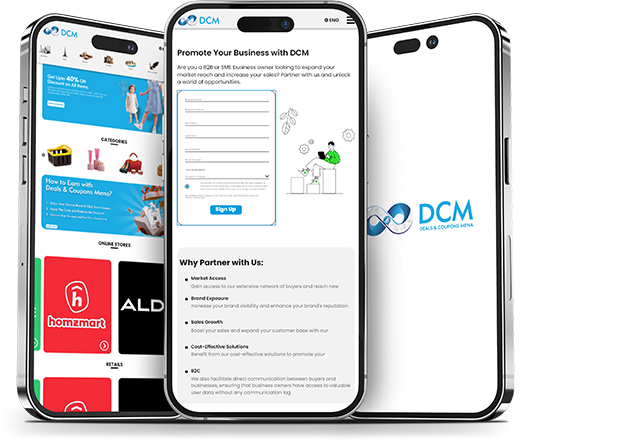 DCM
Get Upto 40% Off
Discount on All Items.
CATEGORIES
How to Earn with
Deals & Coupons Mena?
ONLINE STORES
homzmart
ALD
RETAILS
DCM
ENG
Promote Your Business with DCM
Are you a B2B or SME business owner looking to expand your
market reach and increase your sales? Partner with us and unlock
a world of opportunities.
Sign Up
Why Partner with Us:
Market Access
Gain access to our extensive network of buyers and reach new
Brand Exposure
Increase your brand visibility and enhance your brand's reputation
Sales Growth
Boost your sales and expand your customer base with our
Cost-Effective Solutions
Benefit from our cost-effective solutions to promote your
B2C
We also facilitate direct communication between buyers and
businesses, ensuring that business owners have access to valuable
user data without any communication lag
DCM
DEALS & COUPONS MENA